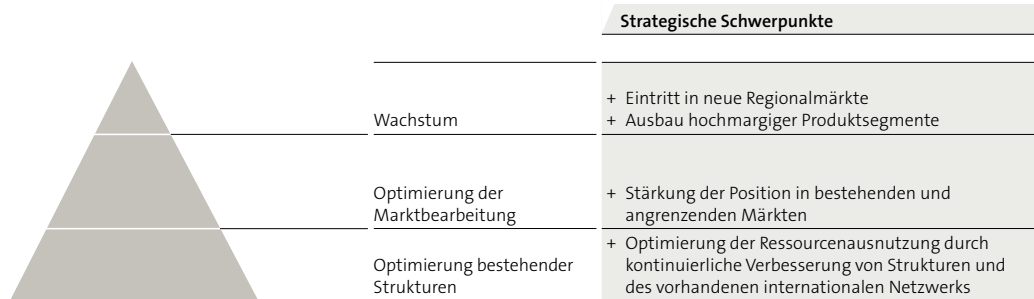 Strategische Schwerpunkte
Wachstum
+ Eintritt in neue Regionalmärkte
+ Ausbau hochmargiger Produktsegmente
Optimierung der
Marktbearbeitung
+ Stärkung der Position in bestehenden und
angrenzenden Märkten
Optimierung bestehender
Strukturen
+ Optimierung der Ressourcenausnutzung durch
kontinuierliche Verbesserung von Strukturen und
des vorhandenen internationalen Netzwerks